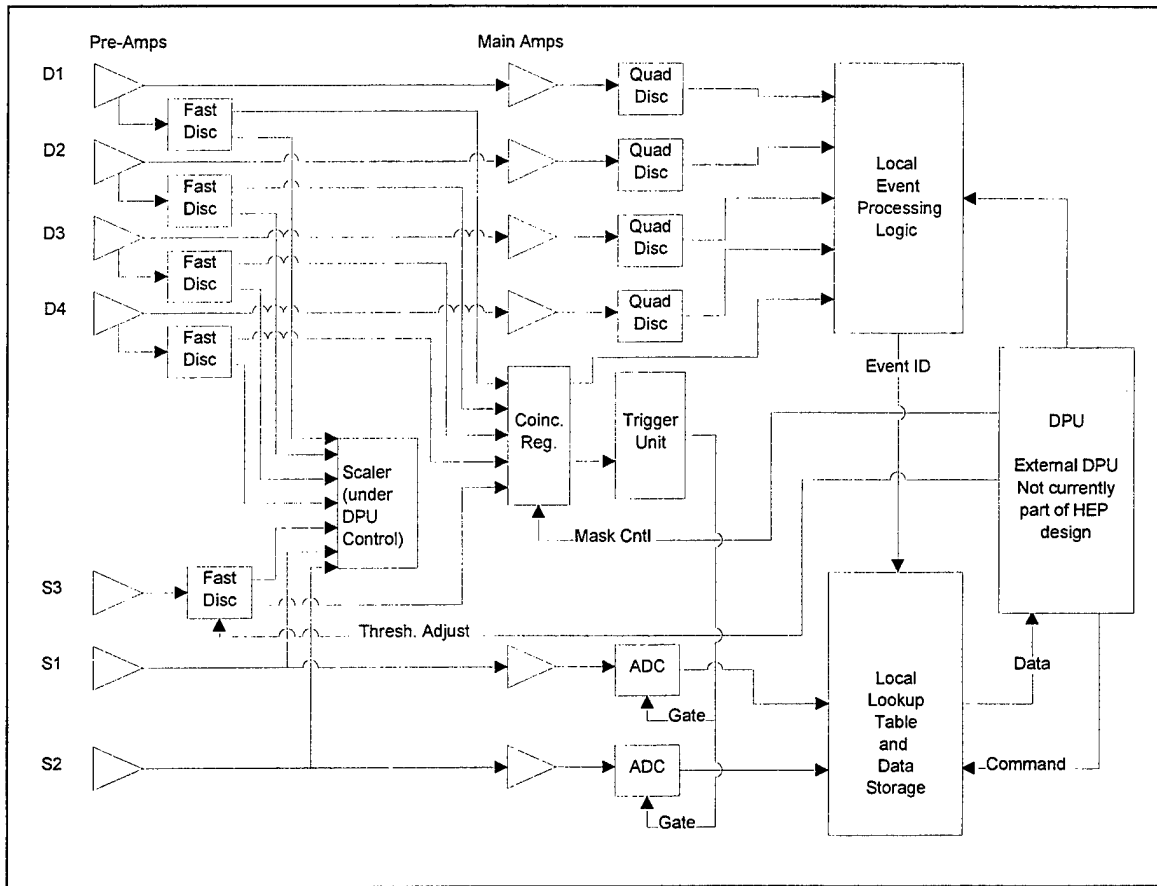 Pre-Amps
Main Amps
D1
Quad
Disc
Fast
Disc
D2
Quad
Disc
Fast
Disc
D3
Quad
Disc
Fast
Disc
D4
Quad
Disc
Fast
Disc
Local
Event
Processing
Logic
Event ID
Coinc.
Reg.
Trigger
Unit
DPU
External DPU
Not currently
part of HEP
design
Scaler
(under
DPU
Control)
Mask Cntl
S3
Fast
Disc
Thresh. Adjust
S1
ADC
Gate
Data
Local
Lookup
Table
and
Data
Storage
S2
ADC
Gate
Command